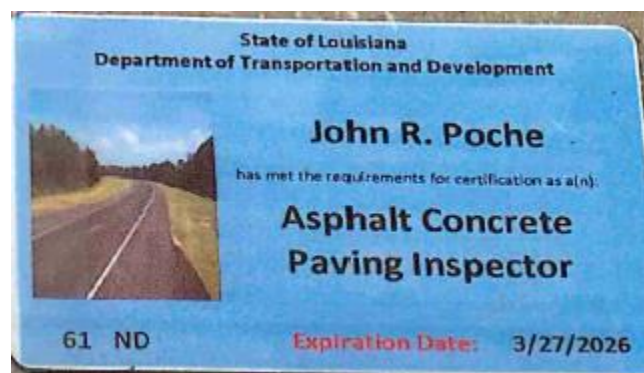 State of Louisiana
Department of Transportation and Development
John R. Poche
has met the requirements for certification as a(n):
Asphalt Concrete
Paving Inspector
61 ND
Expiration Date: 3/27/2026